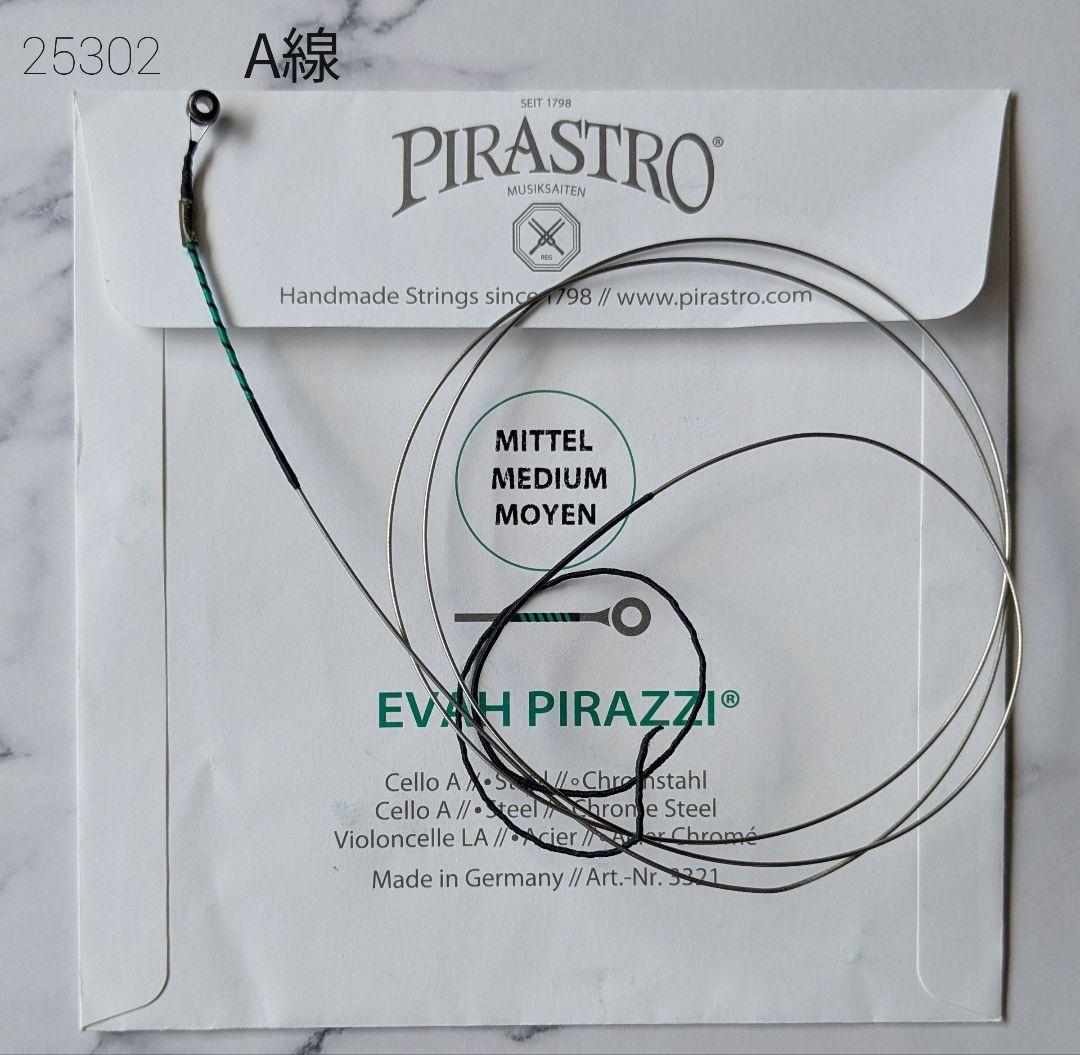 25302 A線
SEIT 1798
PIRASTRO®
MUSIKSAITEN
REG
Handmade Strings since 1798 // www.pirastro.com
MITTEL
MEDIUM
MOYEN
EVAH PIRAZZI®
Cello A // • Steel // ◦ Chromstahl
Cello A // • Steel // ◦ Chrome Steel
Violoncelle LA // • Acier // ◦ Acier Chromé
Made in Germany // Art.-Nr. 3321